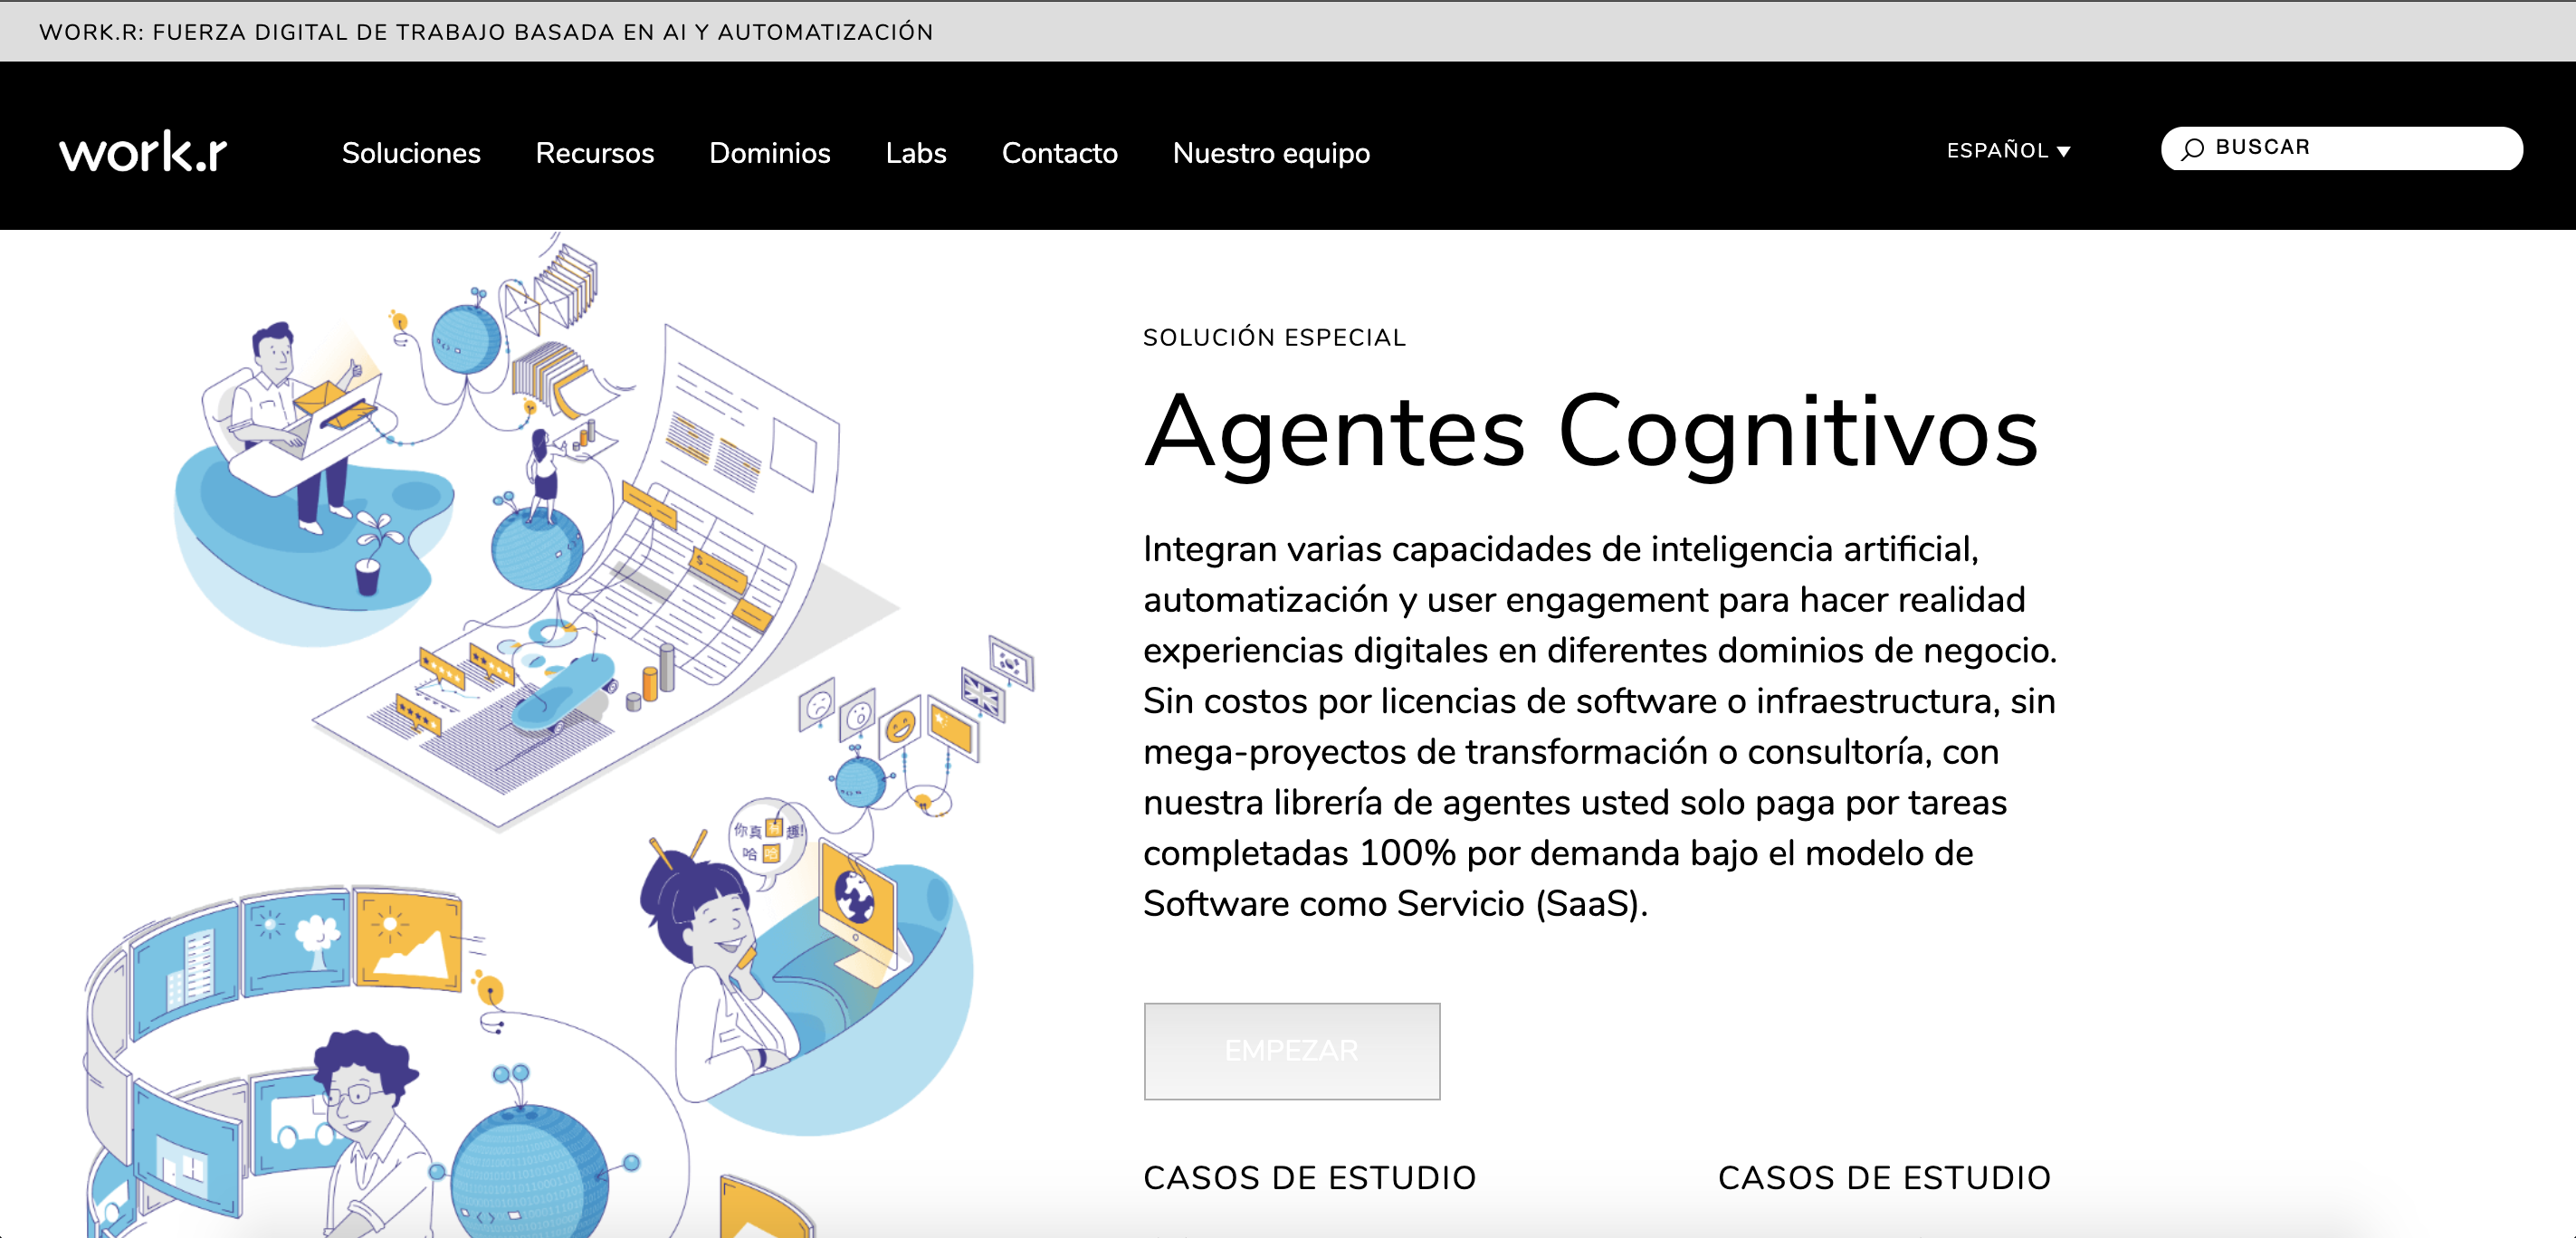 WORK.R: FUERZA DIGITAL DE TRABAJO BASADA EN AI Y AUTOMATIZACIÓN
work.r
Soluciones Recursos Dominios Labs Contacto Nuestro equipo
ESPAÑOL ▼
BUSCAR
SOLUCIÓN ESPECIAL
Agentes Cognitivos
Integran varias capacidades de inteligencia artificial,
automatización y user engagement para hacer realidad
experiencias digitales en diferentes dominios de negocio.
Sin costos por licencias de software o infraestructura, sin
mega-proyectos de transformación o consultoría, con
nuestra librería de agentes usted solo paga por tareas
completadas 100% por demanda bajo el modelo de
Software como Servicio (SaaS).
EMPEZAR
CASOS DE ESTUDIO
CASOS DE ESTUDIO
你真有趣!
哈哈